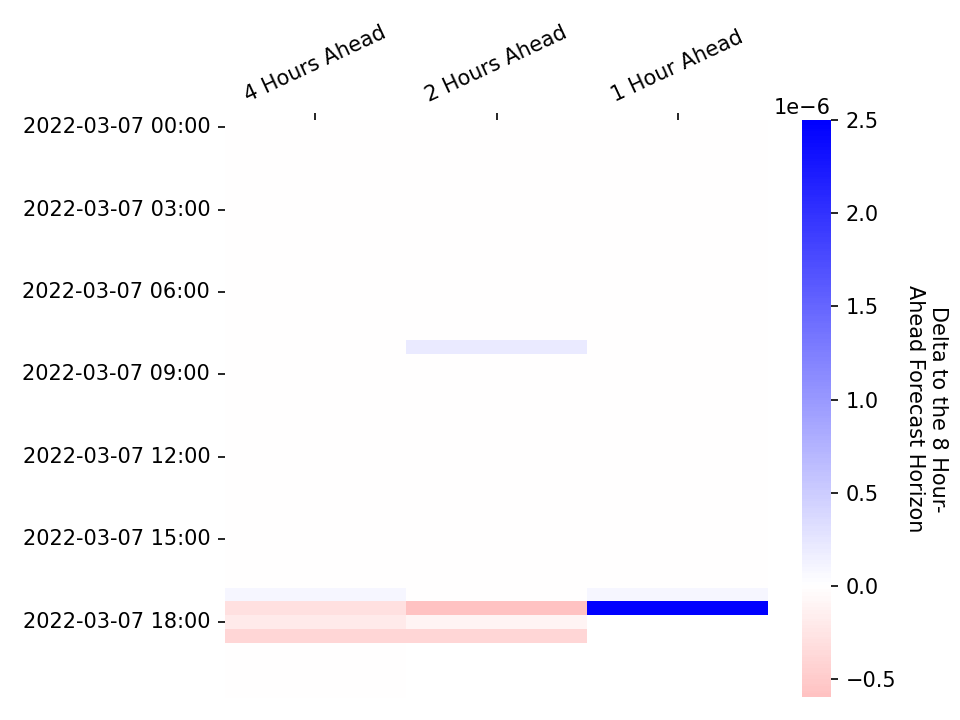 4 Hours Ahead
2 Hours Ahead
1 Hour Ahead
1e−6
2022-03-07 00:00
2022-03-07 03:00
2022-03-07 06:00
2022-03-07 09:00
2022-03-07 12:00
2022-03-07 15:00
2022-03-07 18:00
2.5
2.0
1.5
1.0
0.5
0.0
−0.5
Delta to the 8 Hour-
Ahead Forecast Horizon